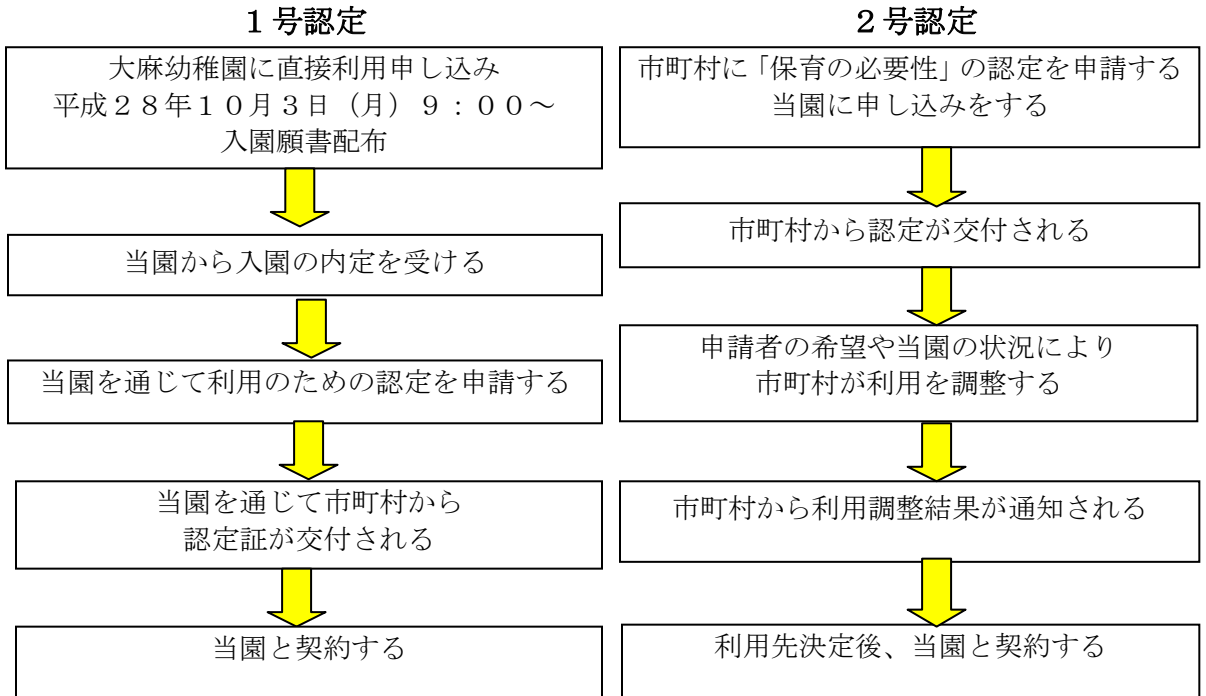 1号認定
大麻幼稚園に直接利用申し込み
平成28年10月3日（月）9：00～
入園願書配布
当園から入園の内定を受ける
当園を通じて利用のための認定を申請する
当園を通じて市町村から
認定証が交付される
当園と契約する
2号認定
市町村に「保育の必要性」の認定を申請する
当園に申し込みをする
市町村から認定が交付される
申請者の希望や当園の状況により
市町村が利用を調整する
市町村から利用調整結果が通知される
利用先決定後、当園と契約する